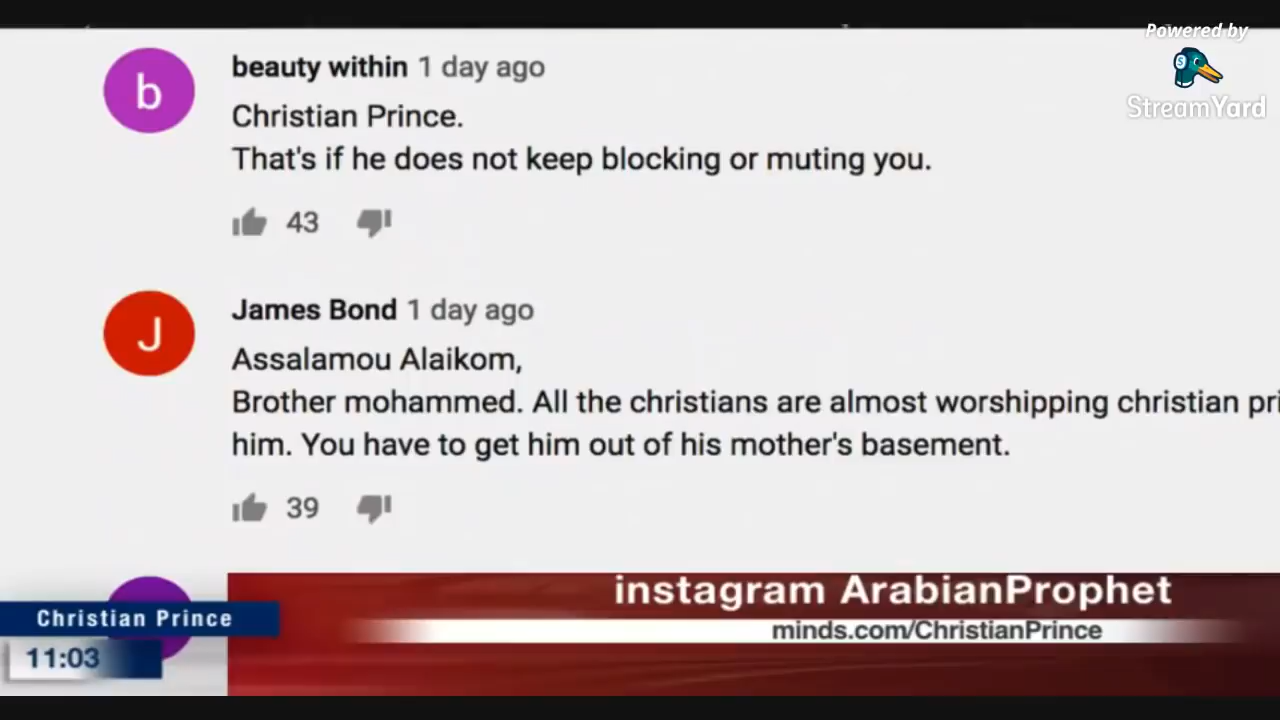 Powered by
StreamYard
b
beauty within 1 day ago
Christian Prince.
That's if he does not keep blocking or muting you.
43
J
James Bond 1 day ago
Assalamou Alaikom,
Brother mohammed. All the christians are almost worshipping christian pri
him. You have to get him out of his mother's basement.
39
instagram ArabianProphet
Christian Prince
minds.com/ChristianPrince
11:03